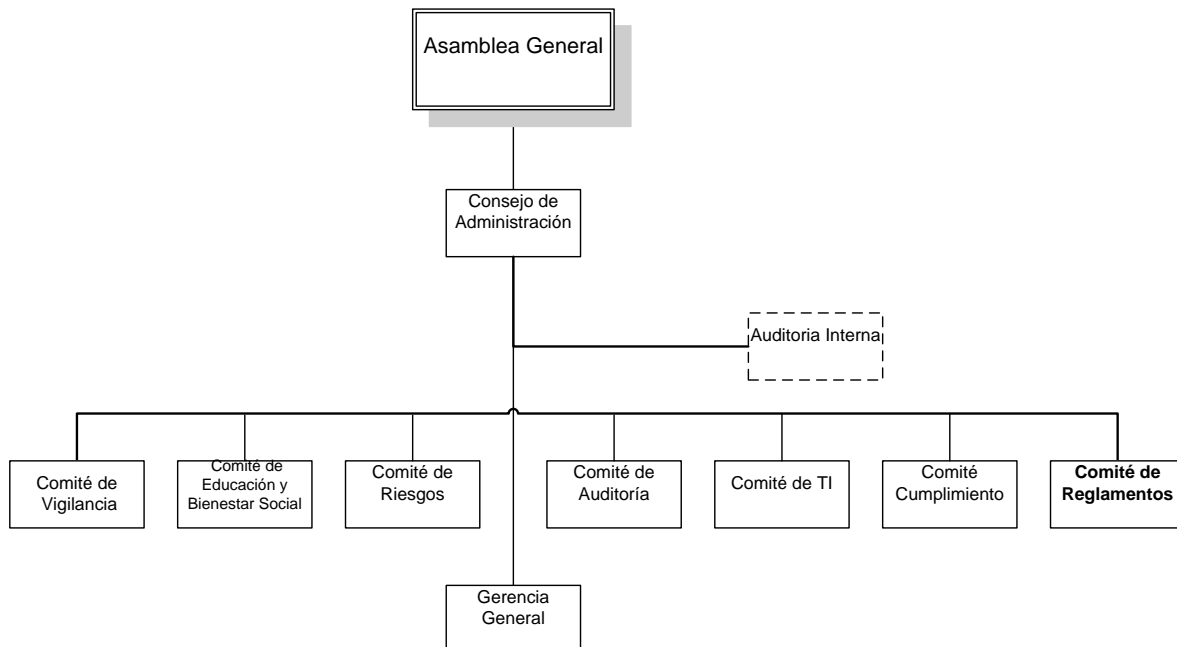 Asamblea General
Consejo de
Administración
Auditoria Interna
Comité de
Vigilancia
Comité de
Educación y
Bienestar Social
Comité de
Riesgos
Comité de
Auditoría
Comité de TI
Comité
Cumplimiento
Comité de
Reglamentos
Gerencia
General